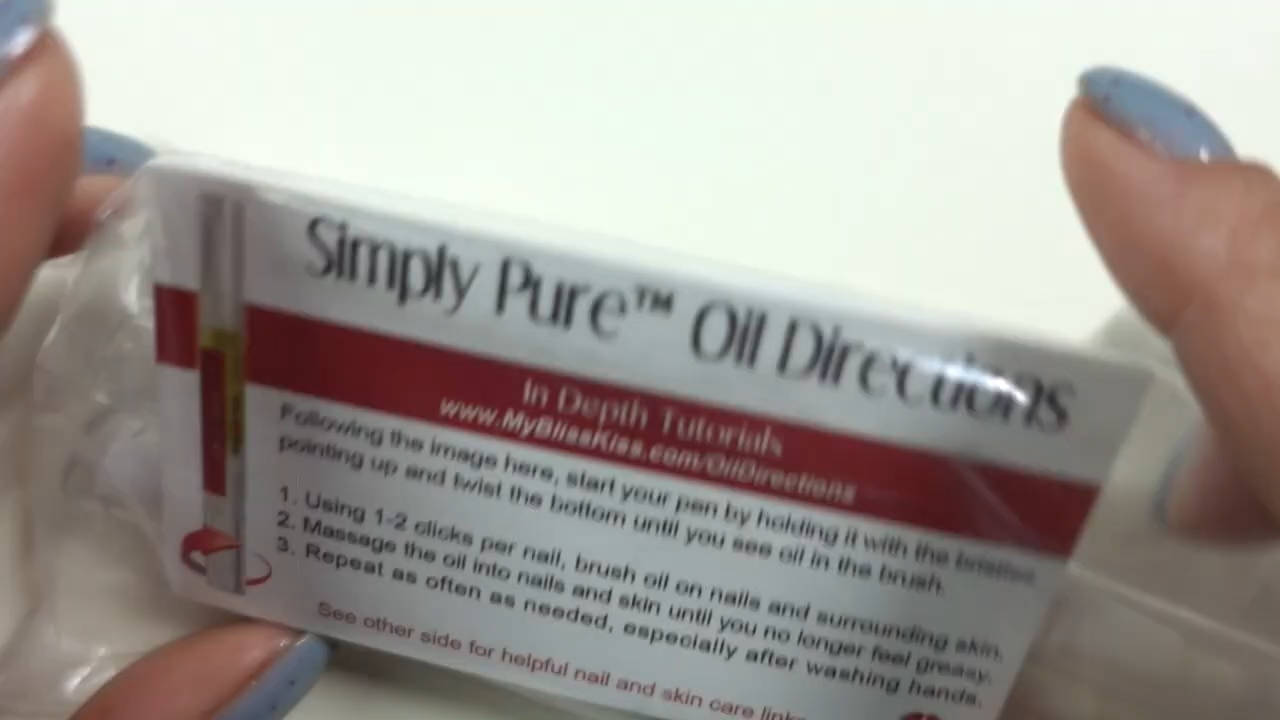 Simply Pure™ Oil Directions
In Depth Tutorials
www.MyBlissKiss.com/OilDirections
Following the image here, start your pen by holding it with the bristles
pointing up and twist the bottom until you see oil in the brush.
1. Using 1-2 clicks per nail, brush oil on nails and surrounding skin.
2. Massage the oil into nails and skin until you no longer feel greasy.
3. Repeat as often as needed, especially after washing hands.
See other side for helpful nail and skin care links